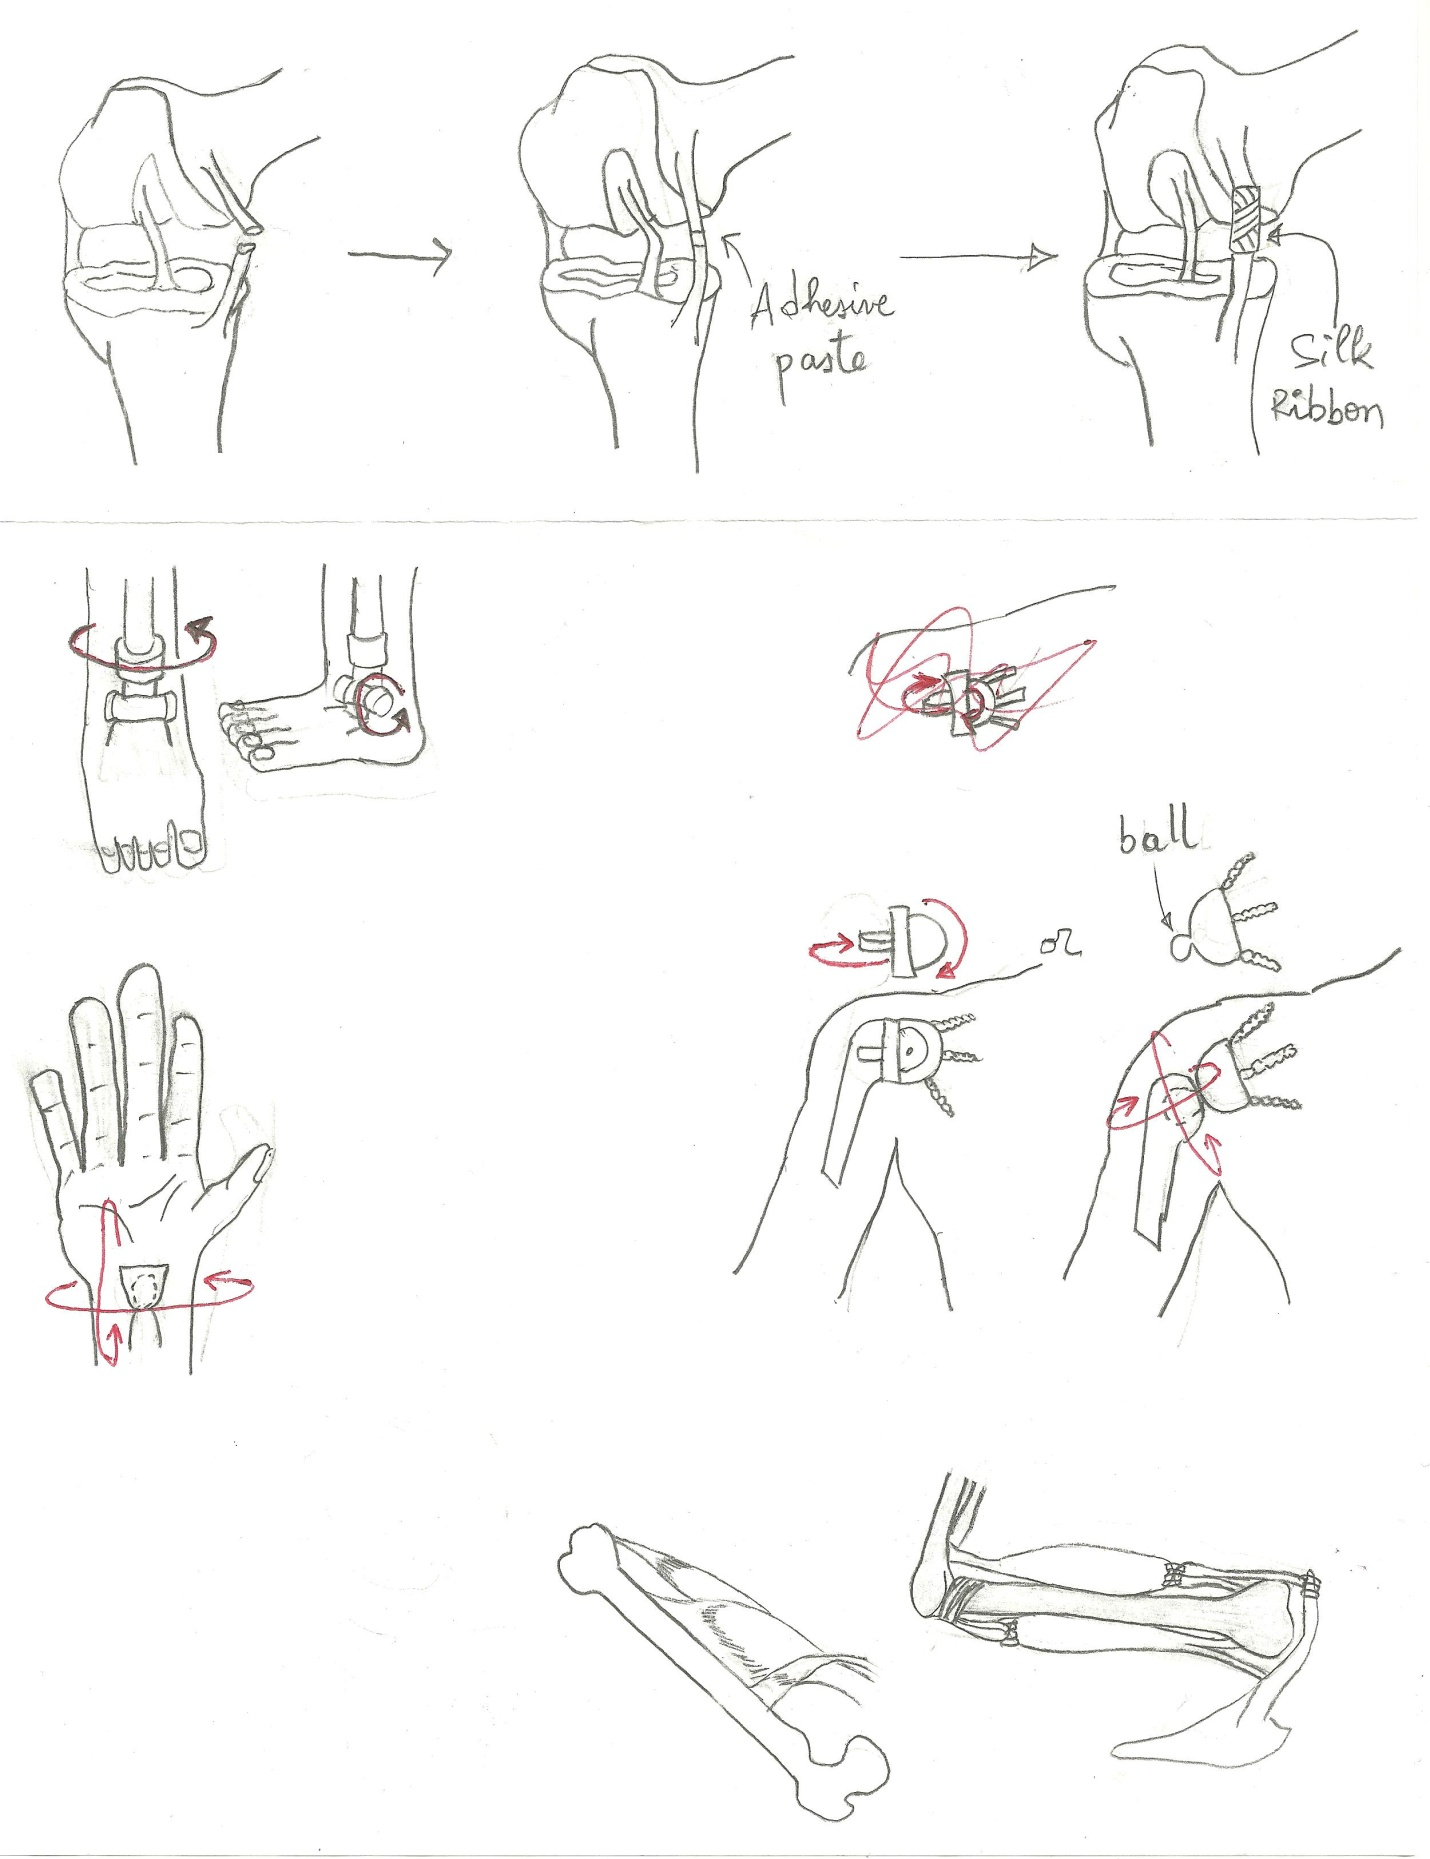 Adhesive
paste
Silk
Ribbon
ball
or